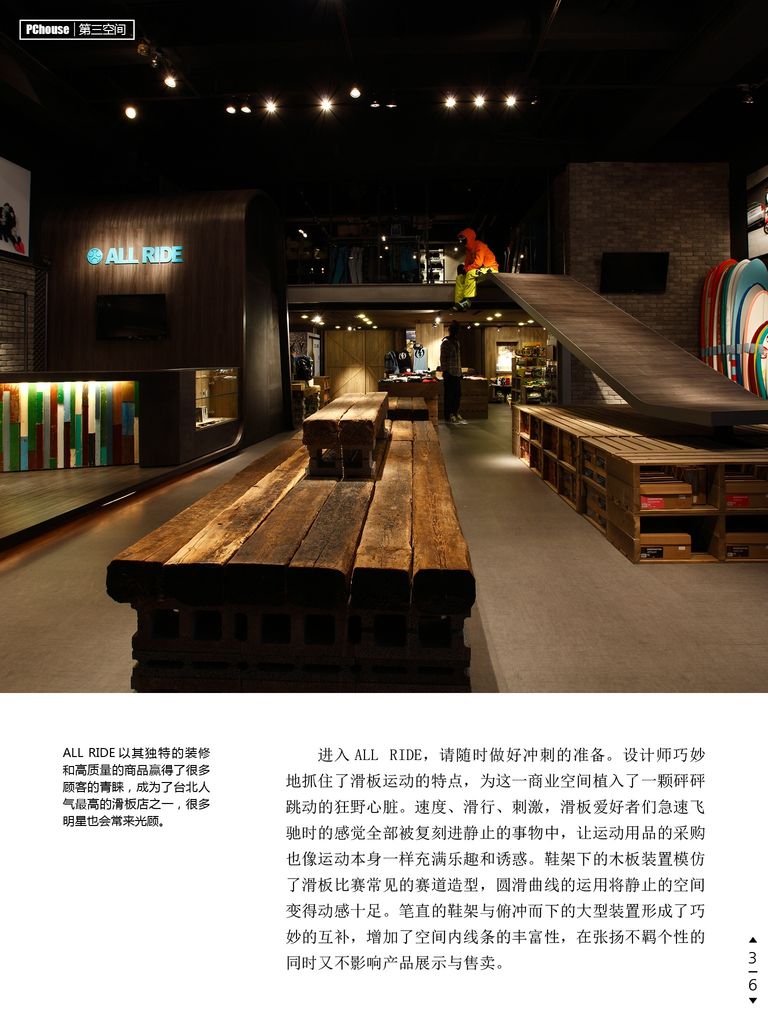 PChouse 第三空间
ALL RIDE
ALL RIDE 以其独特的装修
和高质量的商品赢得了很多
顾客的青睐，成为了台北人
气最高的滑板店之一，很多
明星也会常来光顾。
进入 ALL RIDE，请随时做好冲刺的准备。设计师巧妙
地抓住了滑板运动的特点，为这一商业空间植入了一颗砰砰
跳动的狂野心脏。速度、滑行、刺激，滑板爱好者们急速飞
驰时的感觉全部被复刻进静止的事物中，让运动用品的采购
也像运动本身一样充满乐趣和诱惑。鞋架下的木板装置模仿
了滑板比赛常见的赛道造型，圆滑曲线的运用将静止的空间
变得动感十足。笔直的鞋架与俯冲而下的大型装置形成了巧
妙的互补，增加了空间内线条的丰富性，在张扬不羁个性的
同时又不影响产品展示与售卖。
3
6